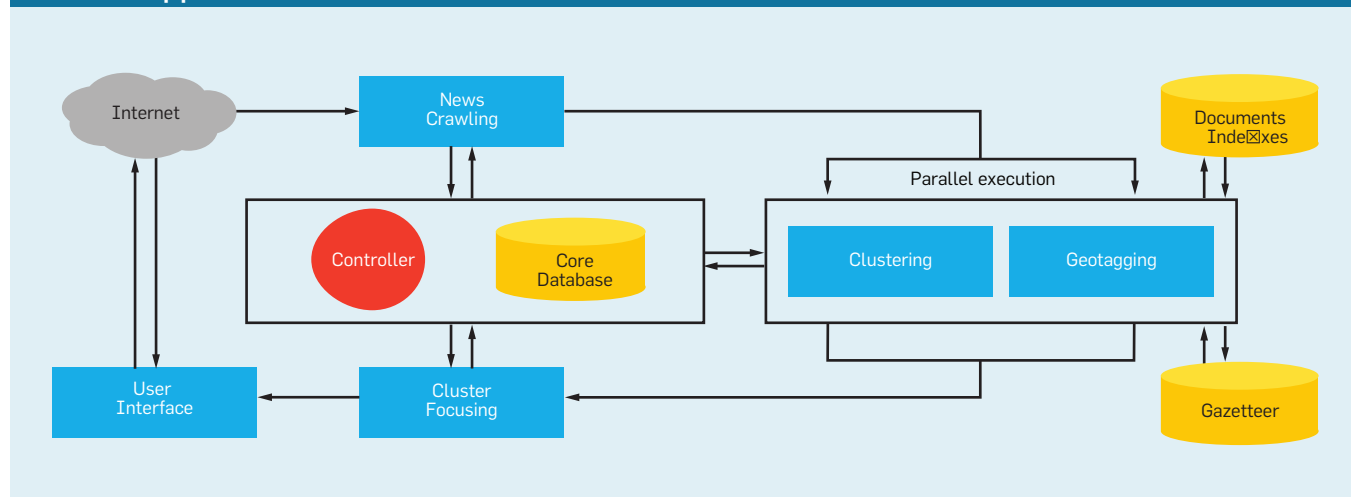 Internet
News
Crawling
Documents
Inde☒xes
Parallel execution
Controller
Core
Database
Clustering
Geotagging
User
Interface
Cluster
Focusing
Gazetteer